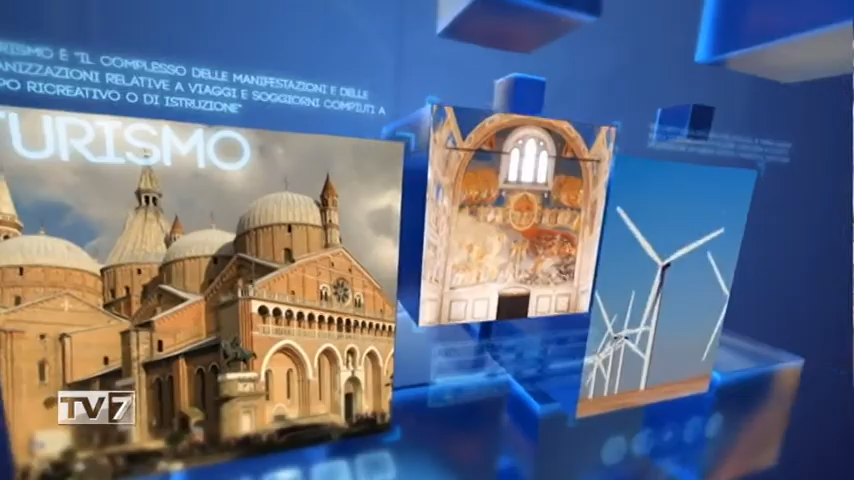 RISMO È "IL COMPLESSO DELLE MANIFESTAZIONI E DELLE
ANIZZAZIONI RELATIVE A VIAGGI E SOGGIORNI COMPIUTI A
PO RICREATIVO O DI ISTRUZIONE"
TURISMO
TV7